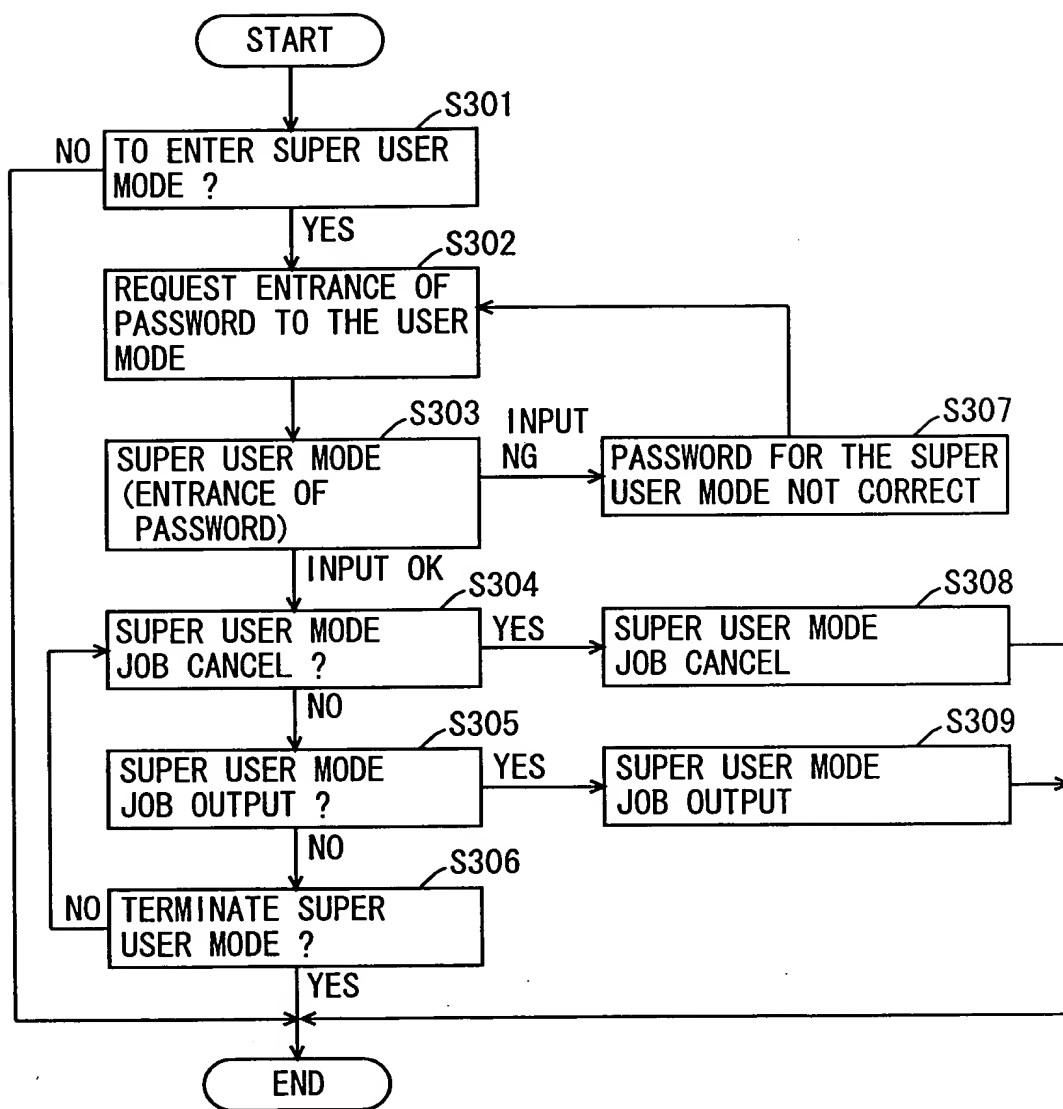 START
S301
NO
TO ENTER SUPER USER
MODE ?
YES
S302
REQUEST ENTRANCE OF
PASSWORD TO THE USER
MODE
S303
SUPER USER MODE
(ENTRANCE OF
PASSWORD)
INPUT
NG
S307
PASSWORD FOR THE SUPER
USER MODE NOT CORRECT
INPUT OK
S304
SUPER USER MODE
JOB CANCEL ?
YES
S308
SUPER USER MODE
JOB CANCEL
NO
S305
SUPER USER MODE
JOB OUTPUT ?
YES
S309
SUPER USER MODE
JOB OUTPUT
NO
S306
NO
TERMINATE SUPER
USER MODE ?
YES
END